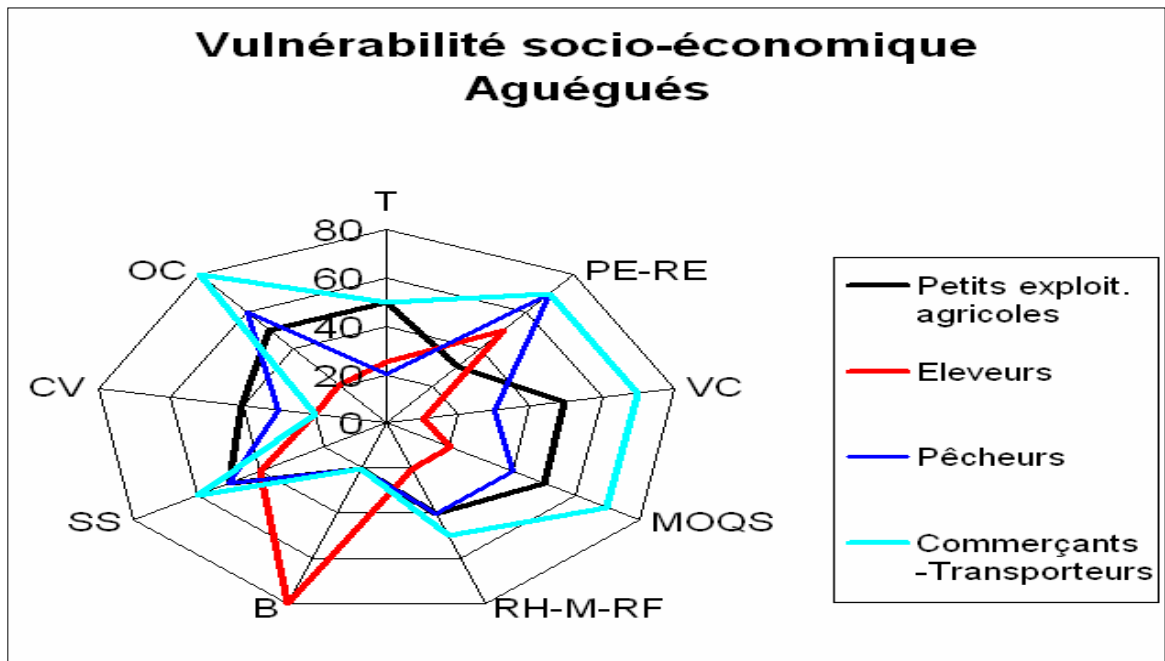 Vulnérabilité socio-économique
Aguégués
T
80
60
40
20
0
PE-RE
VC
MOQS
RH-M-RF
B
SS
CV
OC
Petits exploit.
agricoles
Eleveurs
Pêcheurs
Commerçants
-Transporteurs